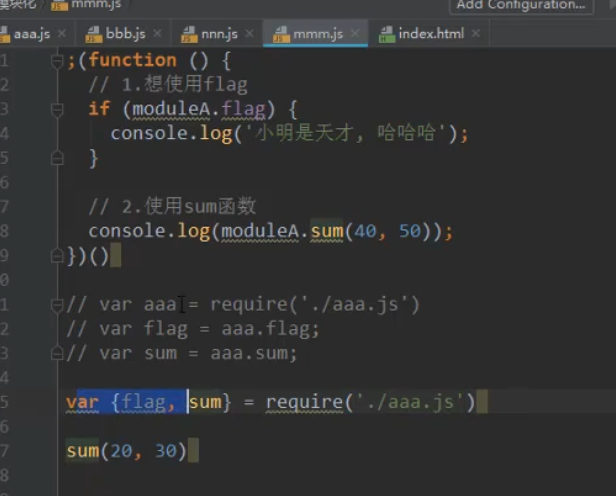 mmm.js
Add Configuration...
aaa.js
bbb.js
nnn.js
mmm.js
index.html
1 ;(function () {
2 // 1.想使用flag
3 if (moduleA.flag) {
4 console.log('小明是天才, 哈哈哈');
5 }
6
7 // 2.使用sum函数
8 console.log(moduleA.sum(40, 50));
9 })()
0
1 // var aaa = require('./aaa.js')
2 // var flag = aaa.flag;
3 // var sum = aaa.sum;
4
5 var {flag, sum} = require('./aaa.js')
6
7 sum(20, 30)
8